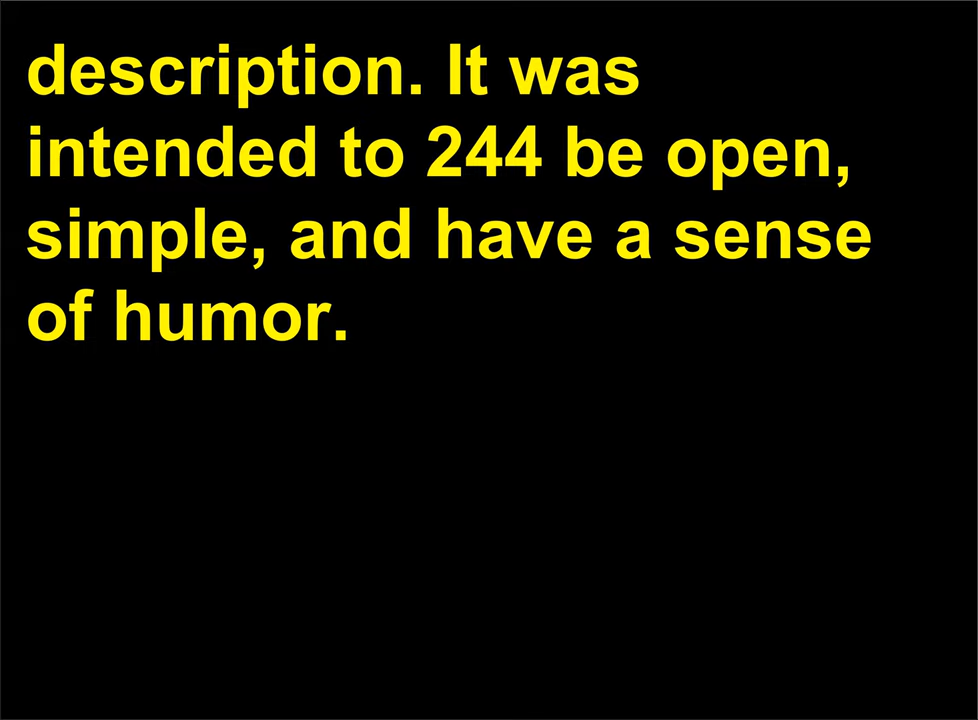 description. It was
intended to 244 be open,
simple, and have a sense
of humor.